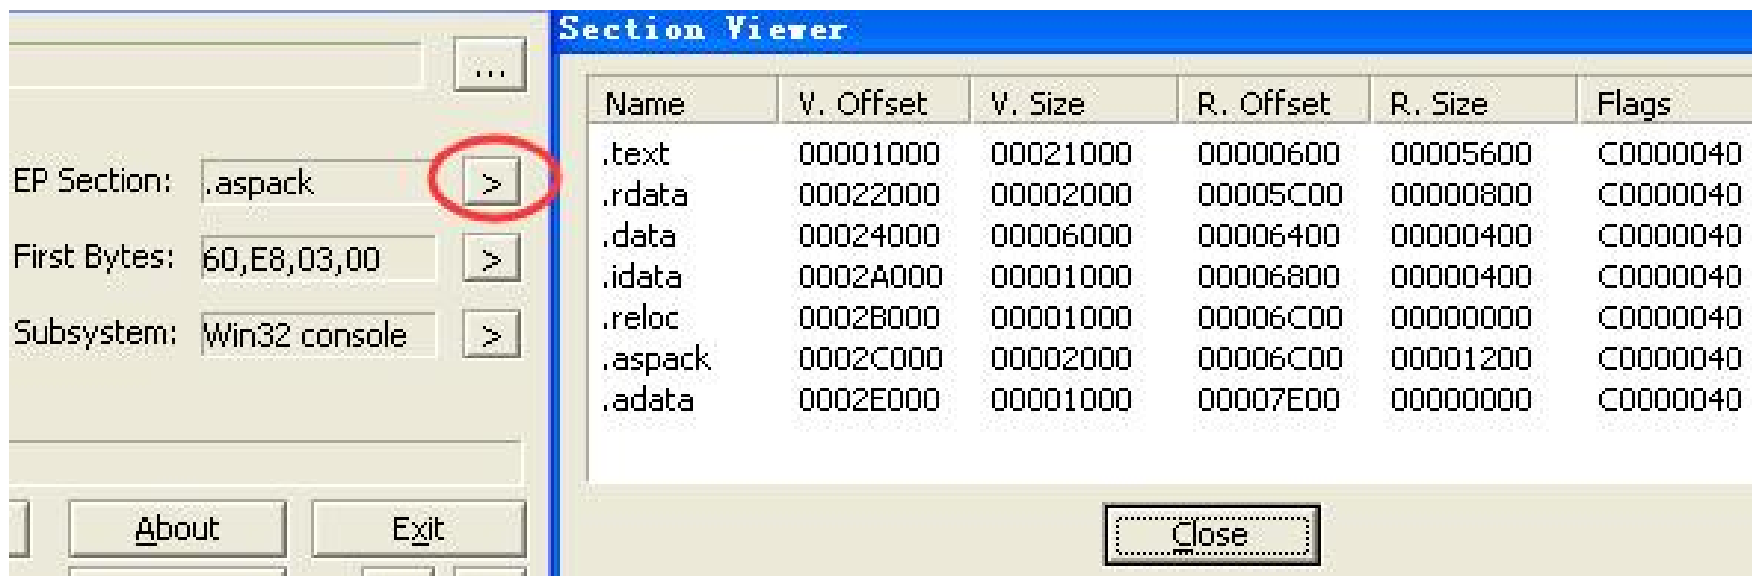 ...
EP Section: .aspack >
First Bytes: 60,E8,03,00 >
Subsystem: Win32 console >
About Exit
Section Viewer
Name V. Offset V. Size R. Offset R. Size Flags
.text 00001000 00021000 00000600 00005600 C0000040
.rdata 00022000 00002000 00005C00 00000800 C0000040
.data 00024000 00006000 00006400 00000400 C0000040
.idata 0002A000 00001000 00006800 00000400 C0000040
.reloc 0002B000 00001000 00006C00 00000000 C0000040
.aspack 0002C000 00002000 00006C00 00001200 C0000040
.adata 0002E000 00001000 00007E00 00000000 C0000040
Close